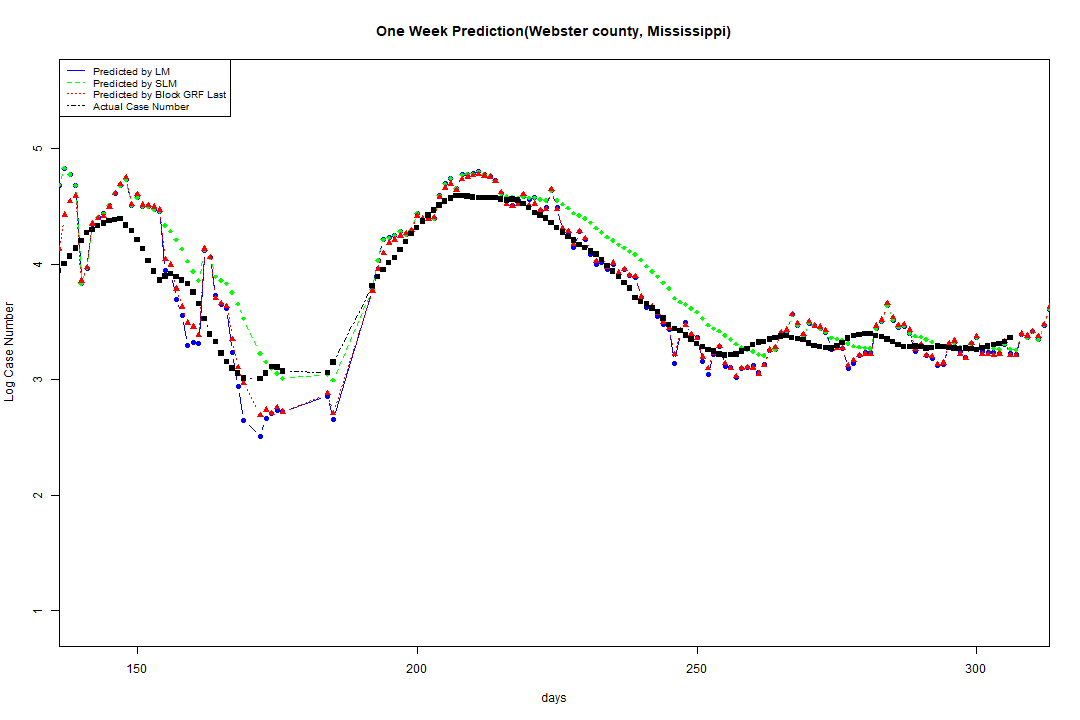 One Week Prediction(Webster county, Mississippi)
Predicted by LM
Predicted by SLM
Predicted by Block GRF Last
Actual Case Number
Log Case Number
5
4
3
2
1
150
200
250
300
days